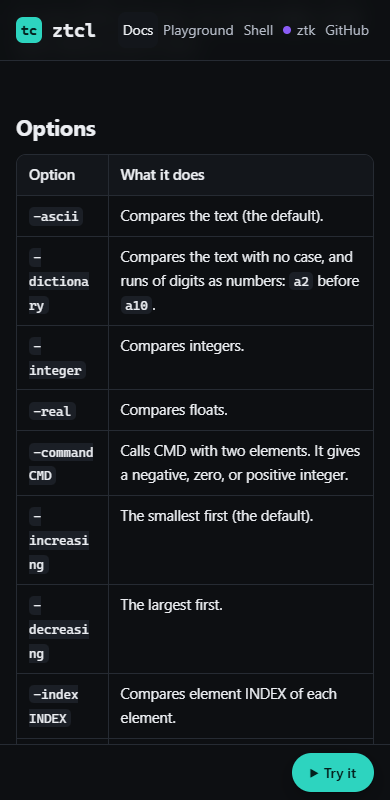 tc ztcl Docs Playground Shell ztk GitHub
Options
Option What it does
-ascii Compares the text (the default).
- Compares the text with no case, and
dictiona runs of digits as numbers: a2 before
ry a10.
- Compares integers.
integer
-real Compares floats.
-command Calls CMD with two elements. It gives
CMD a negative, zero, or positive integer.
- The smallest first (the default).
increasi
ng
- The largest first.
decreasi
ng
-index Compares element INDEX of each
INDEX element.
Try it